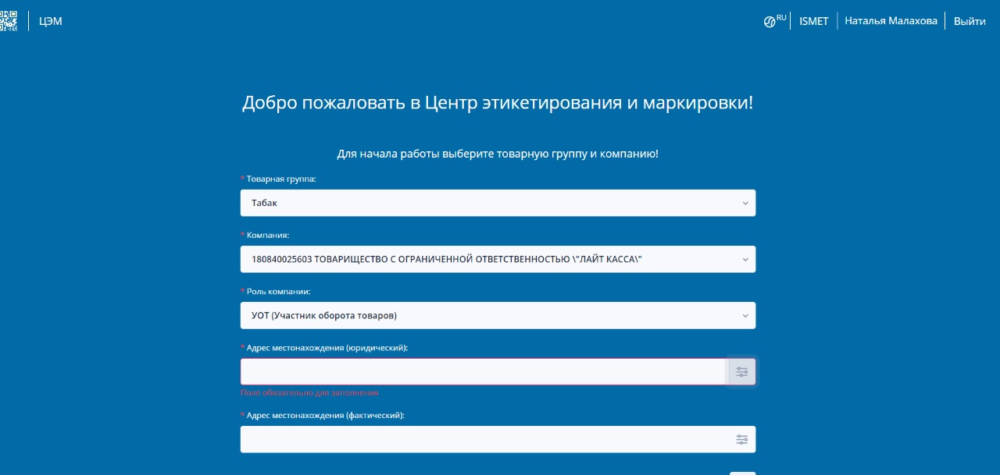 ЦЭМ
RU
ISMET
Наталья Малахова
Выйти
Добро пожаловать в Центр этикетирования и маркировки!
Для начала работы выберите товарную группу и компанию!
* Товарная группа:
Табак
* Компания:
180840025603 ТОВАРИЩЕСТВО С ОГРАНИЧЕННОЙ ОТВЕТСТВЕННОСТЬЮ \"ЛАЙТ КАССА\"
* Роль компании:
УОТ (Участник оборота товаров)
* Адрес местонахождения (юридический):
Поле обязательно для заполнения
* Адрес местонахождения (фактический):